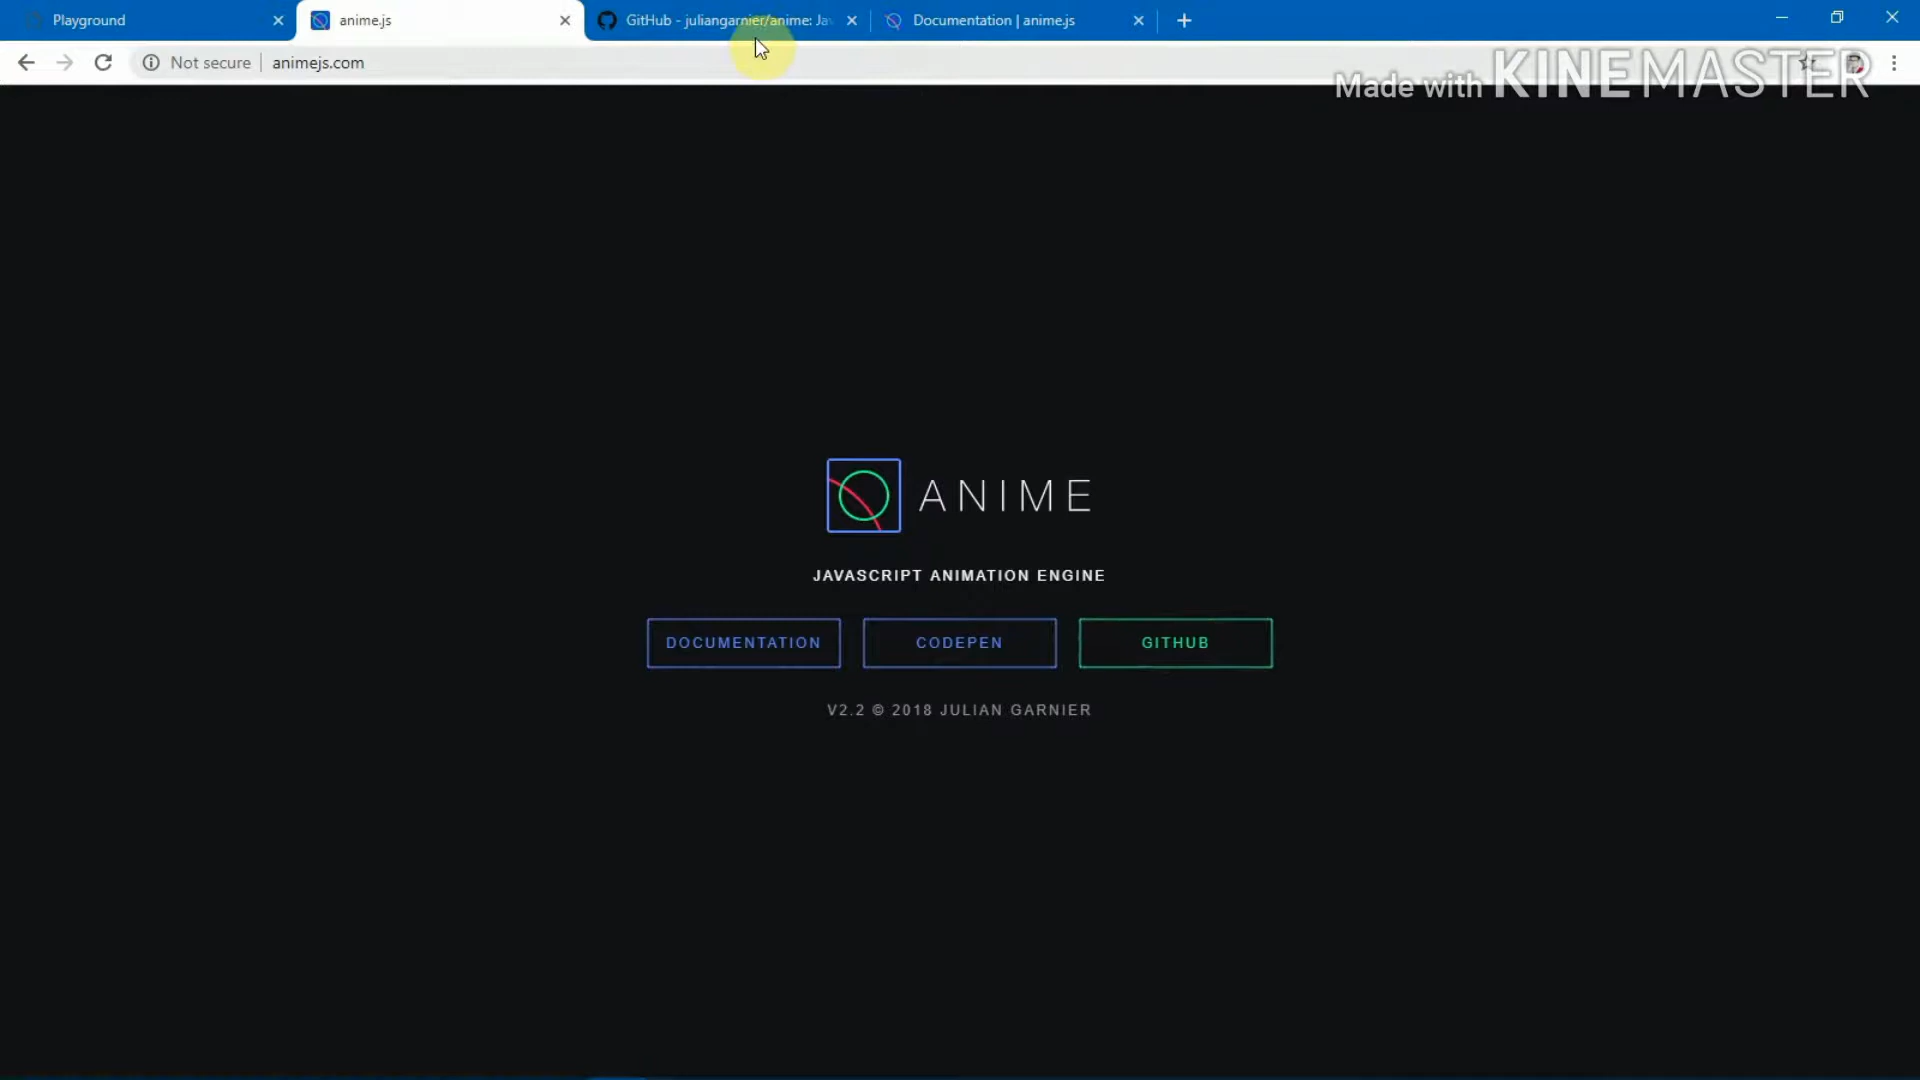 Playground
anime.js
GitHub - juliangarnier/anime: Ja
Documentation | anime.js
Not secure
animejs.com
Made with KINEMASTER
ANIME
JAVASCRIPT ANIMATION ENGINE
DOCUMENTATION
CODEPEN
GITHUB
V2.2 © 2018 JULIAN GARNIER